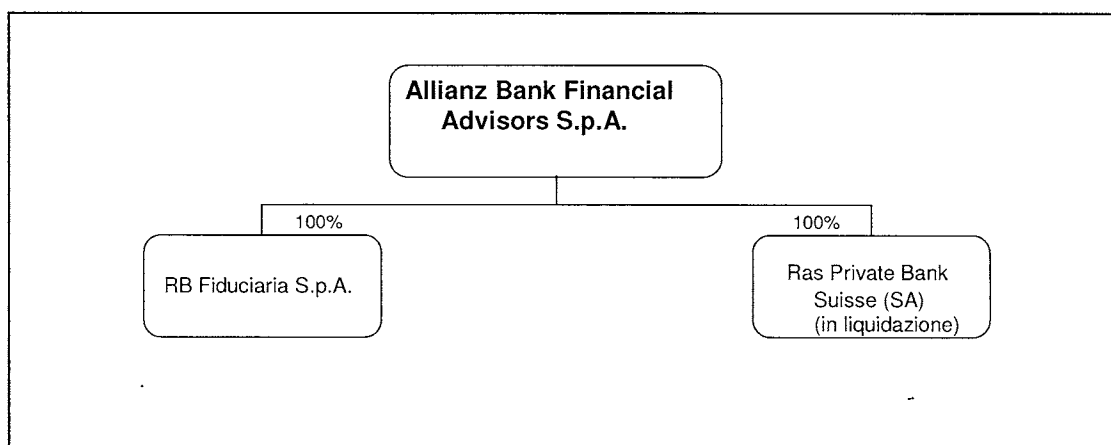 Allianz Bank Financial
Advisors S.p.A.
100%
100%
RB Fiduciaria S.p.A.
Ras Private Bank
Suisse (SA)
(in liquidazione)